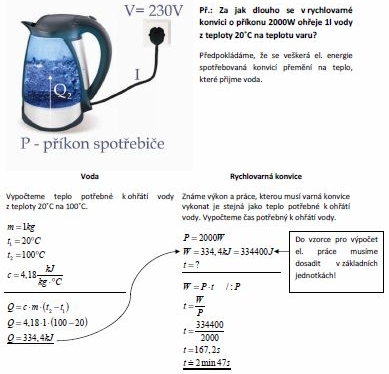 V= 230V
I
Q₂
P - příkon spotřebiče
Př.: Za jak dlouho se v rychlovarné
konvici o příkonu 2000W ohřeje 1l vody
z teploty 20˚C na teplotu varu?
Předpokládáme, že se veškerá el. energie
spotřebovaná konvicí přemění na teplo,
které přijme voda.
Voda
Vypočteme teplo potřebné k ohřátí vody
z teploty 20˚C na 100˚C.
m = 1kg
t₁ = 20°C
t₂ = 100°C
c = 4,18 kJ / kg·°C
Q = c·m·(t₂ − t₁)
Q = 4,18·1·(100 − 20)
Q = 334,4kJ
Rychlovarná konvice
Známe výkon a práce, kterou musí varná konvice
vykonat je stejná jako teplo potřebné k ohřátí
vody. Vypočteme čas potřebný k ohřátí vody.
P = 2000W
W = 334,4kJ = 334400J
t = ?
W = P·t /:P
t = W / P
t = 334400 / 2000
t = 167,2s
t ≐ 2min 47s
Do vzorce pro výpočet
el. práce musíme
dosadit v základních
jednotkách!